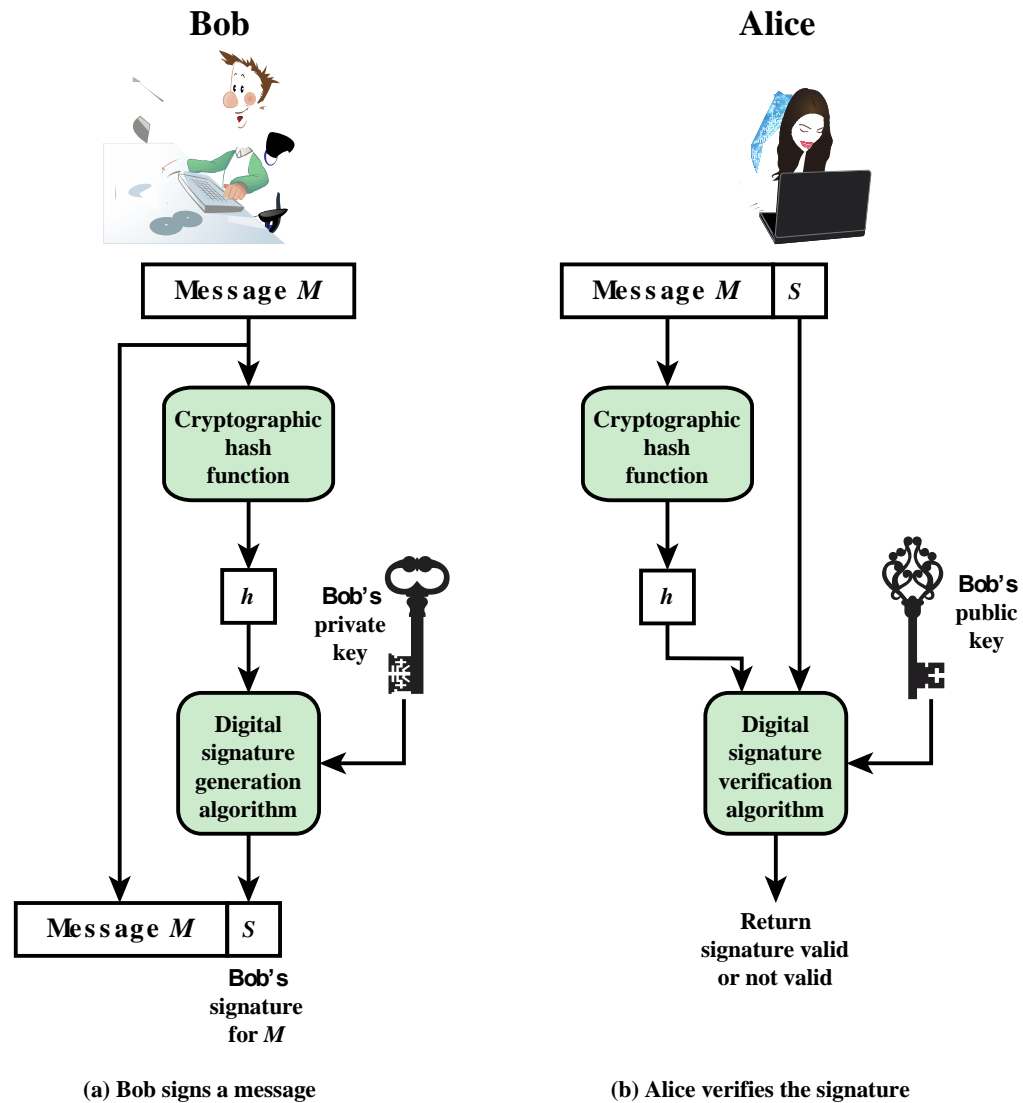 Bob
Message M
Cryptographic
hash
function
h
Bob's
private
key
Digital
signature
generation
algorithm
Message M S
Bob's
signature
for M
(a) Bob signs a message
Alice
Message M S
Cryptographic
hash
function
h
Bob's
public
key
Digital
signature
verification
algorithm
Return
signature valid
or not valid
(b) Alice verifies the signature